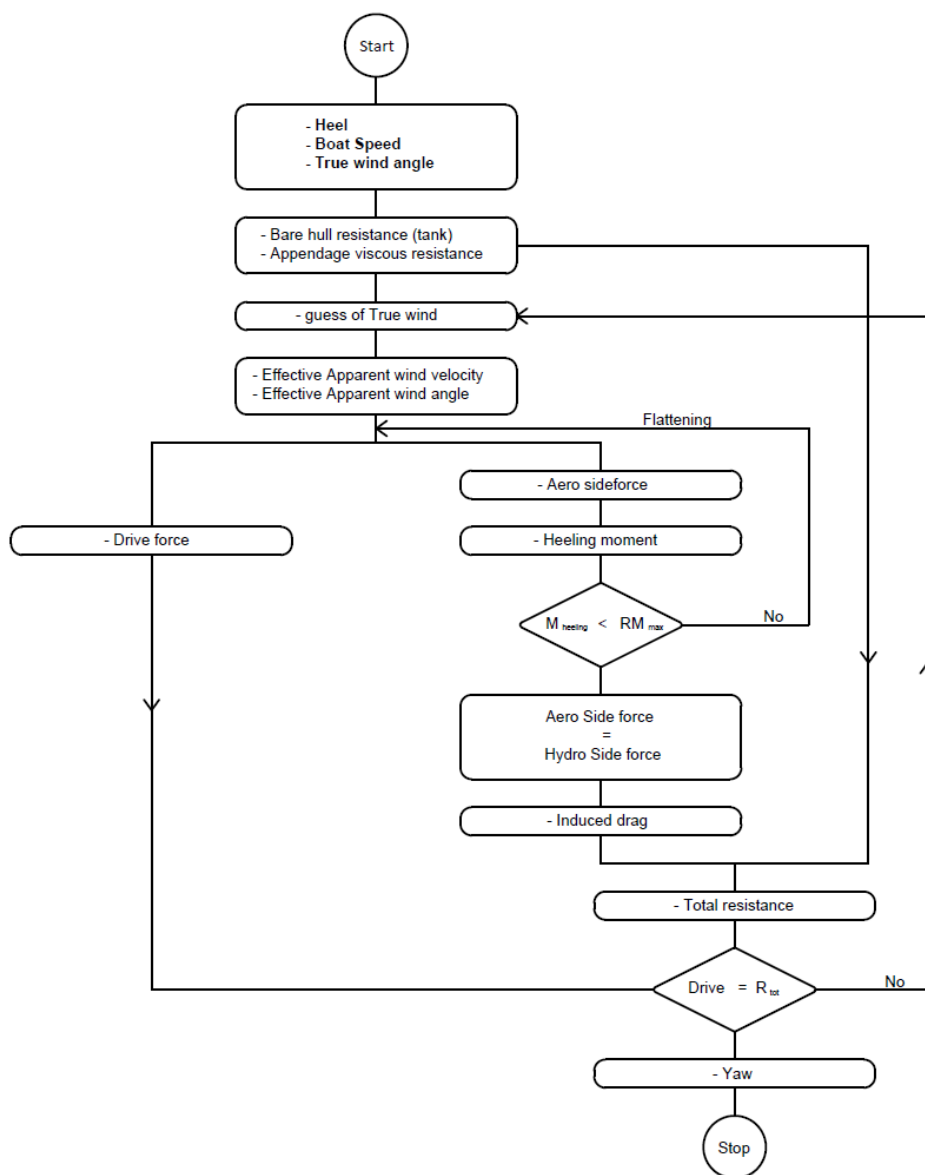 Start
- Heel
- Boat Speed
- True wind angle
- Bare hull resistance (tank)
- Appendage viscous resistance
- guess of True wind
- Effective Apparent wind velocity
- Effective Apparent wind angle
Flattening
- Aero sideforce
- Drive force
- Heeling moment
M heeling < RM max
No
Aero Side force
=
Hydro Side force
- Induced drag
- Total resistance
Drive = R tot
No
- Yaw
Stop